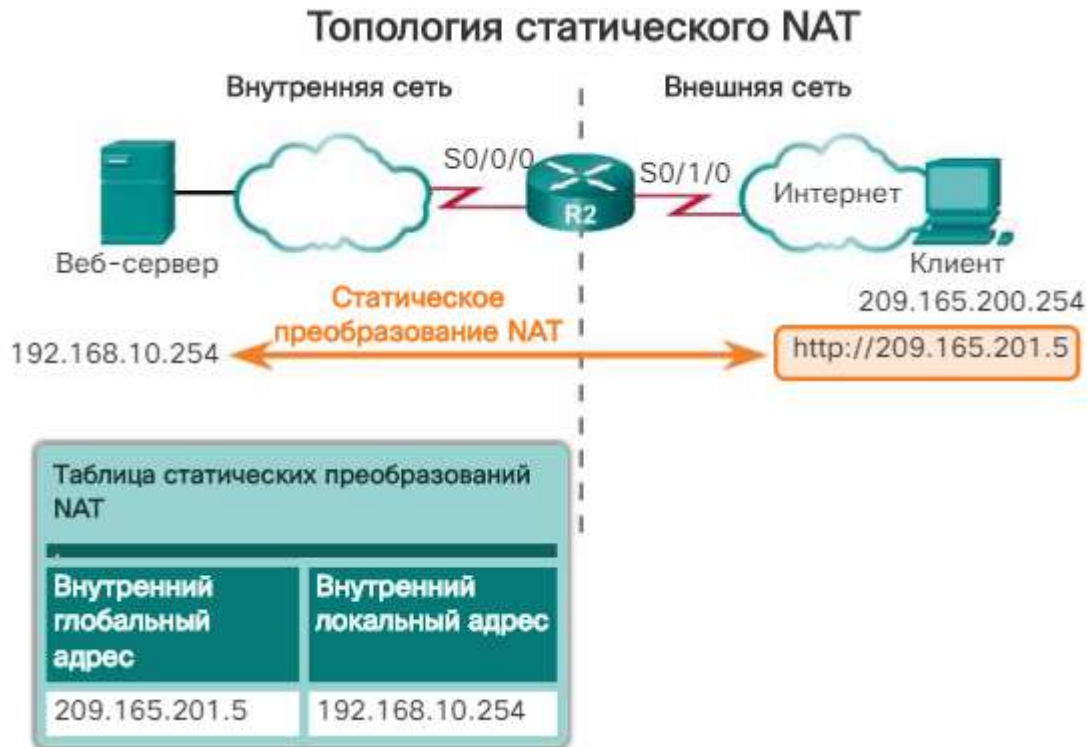 Топология статического NAT
Внутренняя сеть
Внешняя сеть
S0/0/0
S0/1/0
R2
Интернет
Веб-сервер
Клиент
209.165.200.254
Статическое
преобразование NAT
192.168.10.254
http://209.165.201.5
Таблица статических преобразований
NAT
Внутренний
глобальный
адрес
Внутренний
локальный адрес
209.165.201.5
192.168.10.254